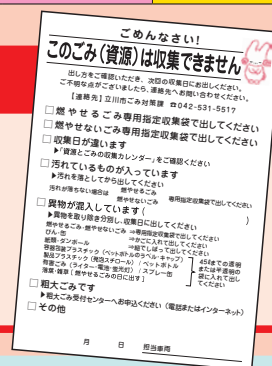 ごめんなさい!
このごみ(資源)は収集できません
出し方をご確認いただき、次回の収集日にお出しください。
ご不明な点がございましたら、連絡先へお問い合わせください。
【連絡先】立川市ごみ対策課 ☎042-531-5517
□燃やせるごみ専用指定収集袋で出してください
□燃やせないごみ専用指定収集袋で出してください
□収集日が違います
▶「資源とごみの収集カレンダー」をご確認ください
□汚れているものが入っています
▶汚れを落としてから出してください
汚れが落ちない場合は 燃やせるごみ 燃やせないごみ 専用指定収集袋で出してください
□異物が混入しています( )
▶異物を取り除き分別し、収集日に出してください
燃やせるごみ・燃やせないごみ ⇒専用指定収集袋で出してください
びん・缶 ⇒かごに入れて出してください
紙類・ダンボール ⇒紐でしばって出してください
容器包装プラスチック(ペットボトルのラベル・キャップ)
製品プラスチック(発泡スチロール)/ペットボトル
有害ごみ(ライター・電池・蛍光灯)/スプレー缶
落葉・雑草【燃やせるごみの日に出す】
45ℓまでの透明
または半透明の
袋に入れて出し
てください
□粗大ごみです
▶粗大ごみ受付センターへお申込ください(電話またはインターネット)
□その他
月 日 担当車両